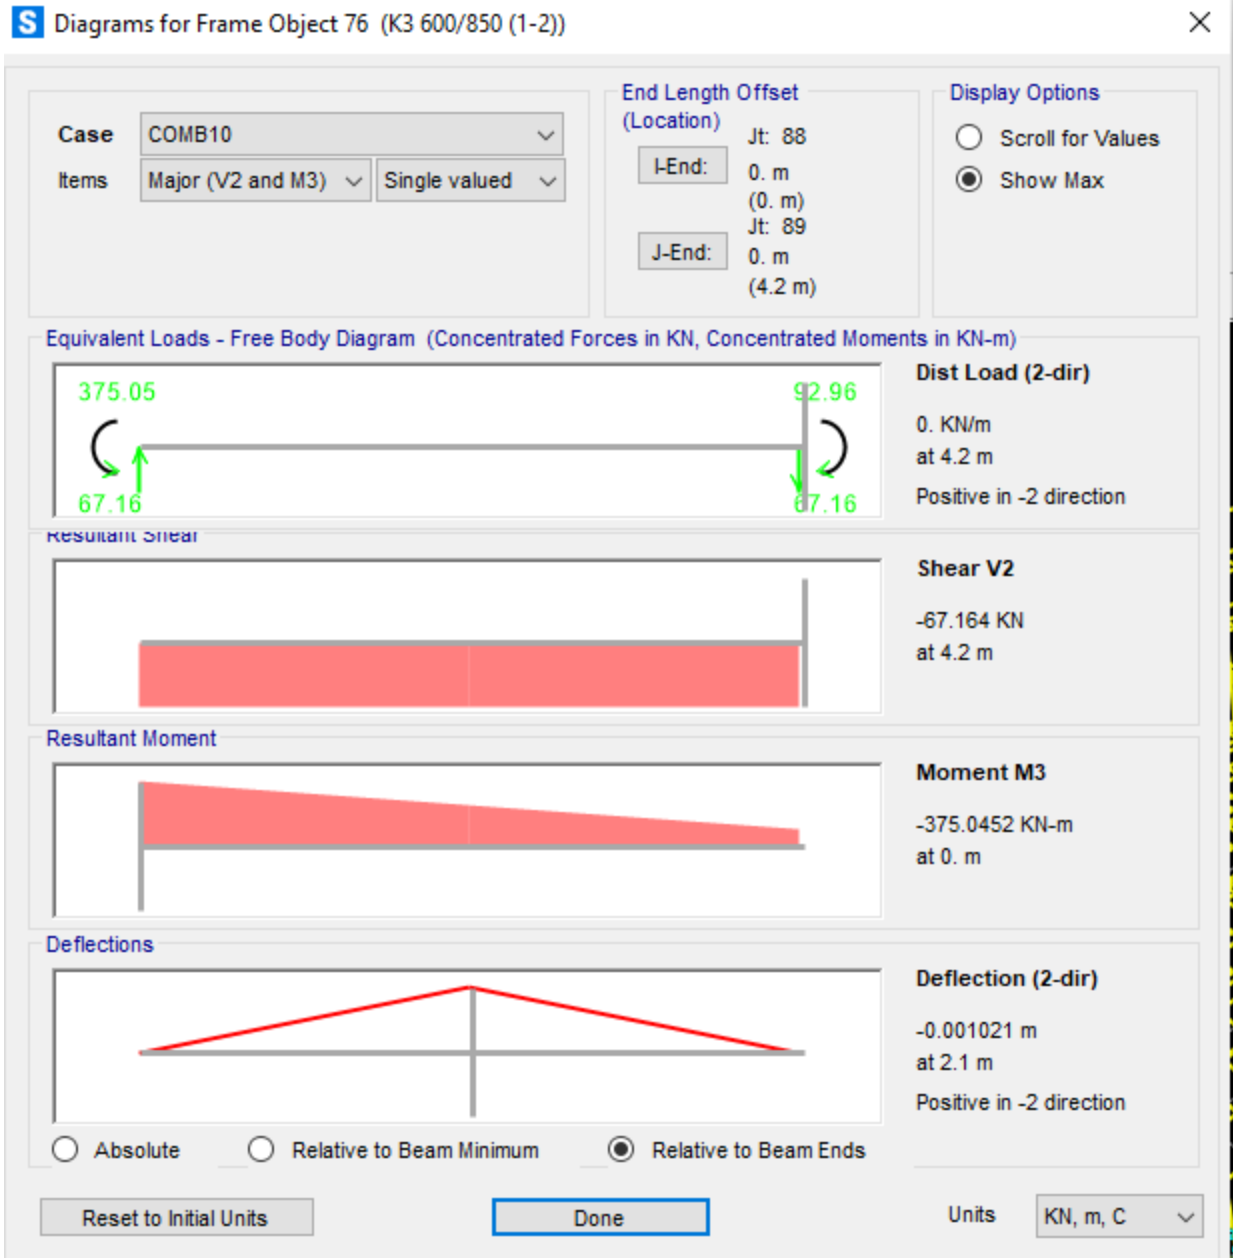 S Diagrams for Frame Object 76 (K3 600/850 (1-2))
Case COMB10
Items Major (V2 and M3) Single valued
End Length Offset
(Location)
I-End: Jt: 88
0. m
(0. m)
J-End: Jt: 89
0. m
(4.2 m)
Display Options
Scroll for Values
Show Max
Equivalent Loads - Free Body Diagram (Concentrated Forces in KN, Concentrated Moments in KN-m)
375.05 92.96
67.16 67.16
Dist Load (2-dir)
0. KN/m
at 4.2 m
Positive in -2 direction
Resultant Shear
Shear V2
-67.164 KN
at 4.2 m
Resultant Moment
Moment M3
-375.0452 KN-m
at 0. m
Deflections
Deflection (2-dir)
-0.001021 m
at 2.1 m
Positive in -2 direction
Absolute Relative to Beam Minimum Relative to Beam Ends
Reset to Initial Units Done Units KN, m, C